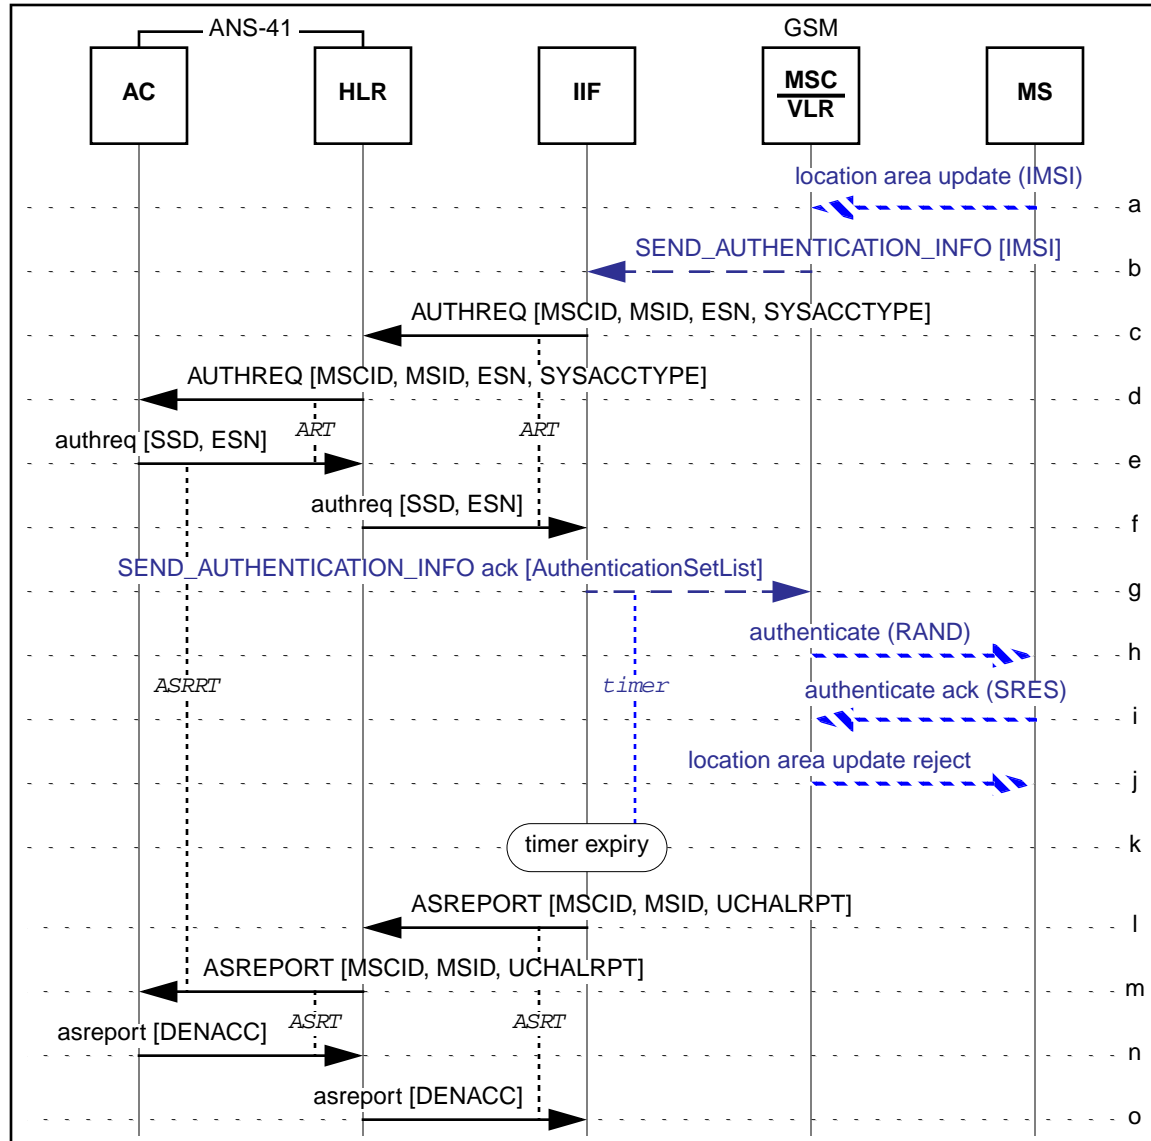 ANS-41 GSM
AC HLR IIF MSC MS
VLR
location area update (IMSI)
a
SEND_AUTHENTICATION_INFO [IMSI]
b
AUTHREQ [MSCID, MSID, ESN, SYSACCTYPE]
c
AUTHREQ [MSCID, MSID, ESN, SYSACCTYPE]
d
ART ART
authreq [SSD, ESN]
e
authreq [SSD, ESN]
f
SEND_AUTHENTICATION_INFO ack [AuthenticationSetList]
g
authenticate (RAND)
h
ASRRT timer
authenticate ack (SRES)
i
location area update reject
j
timer expiry k
ASREPORT [MSCID, MSID, UCHALRPT]
l
ASREPORT [MSCID, MSID, UCHALRPT]
m
ASRT ASRT
asreport [DENACC]
n
asreport [DENACC]
o